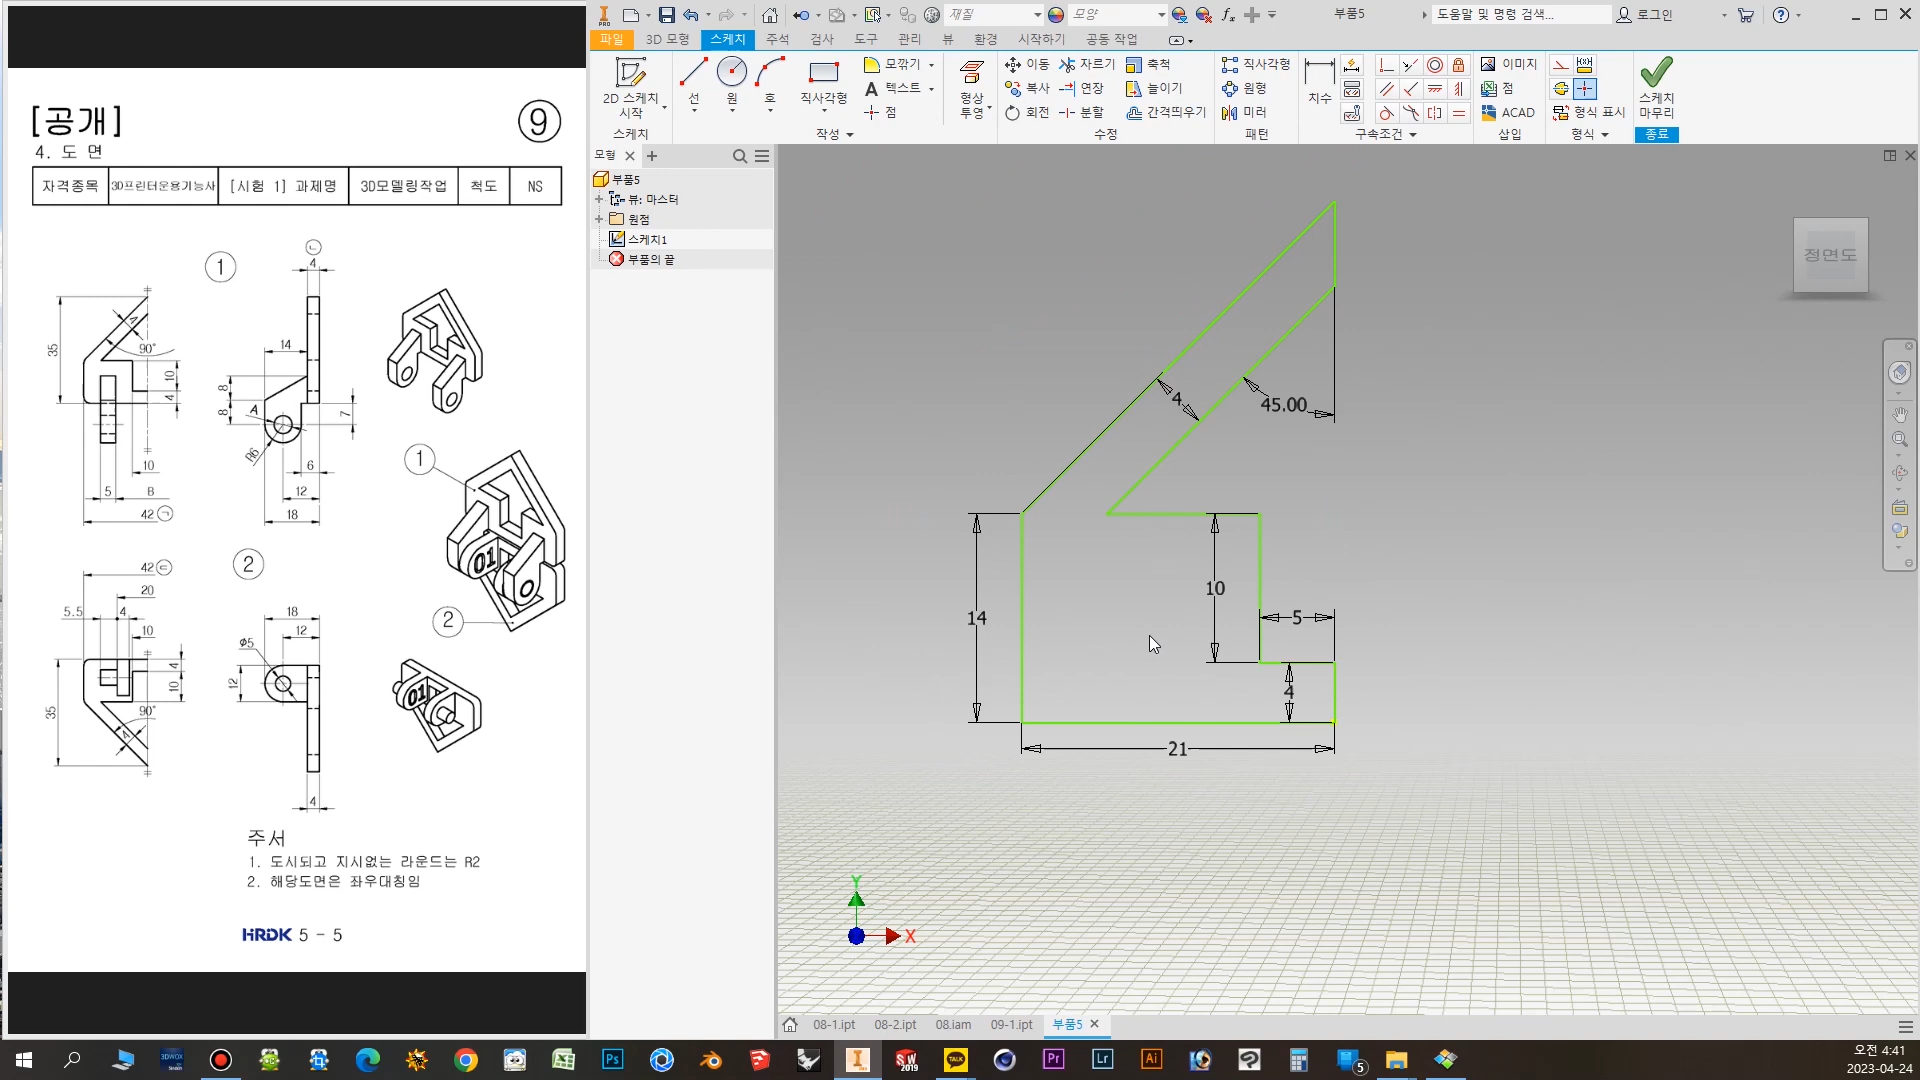 [공개]
9
4. 도 면
자격종목 3D프린터운용기능사 [시험 1] 과제명 3D모델링작업 척도 NS
1
ㄴ
4
35
4
90°
10
4
10
5 8
42 ㄱ
14
8
8
A
R6
7
6
12
18
1
01
2
2
42 ㄷ
20
5.5 4
10
4
10
35
90°
4
18
12
ø5
12
4
01
주서
1. 도시되고 지시없는 라운드는 R2
2. 해당도면은 좌우대칭임
HRDK 5 - 5
재질
모양
부품5
도움말 및 명령 검색...
로그인
파일 3D 모형 스케치 주석 검사 도구 관리 뷰 환경 시작하기 공동 작업
2D 스케치 시작
선
원
호
직사각형
모깎기
텍스트
점
형상 투영
이동
복사
회전
자르기
연장
분할
축척
늘이기
간격띄우기
직사각형
원형
미러
치수
이미지
점
ACAD
형식 표시
스케치 마무리
스케치 작성 수정 패턴 구속조건 삽입 형식 종료
모형
부품5
뷰: 마스터
원점
스케치1
부품의 끝
정면도
4
45.00
14
10
5
4
21
Y
X
08-1.ipt 08-2.ipt 08.iam 09-1.ipt 부품5
오전 4:41
2023-04-24